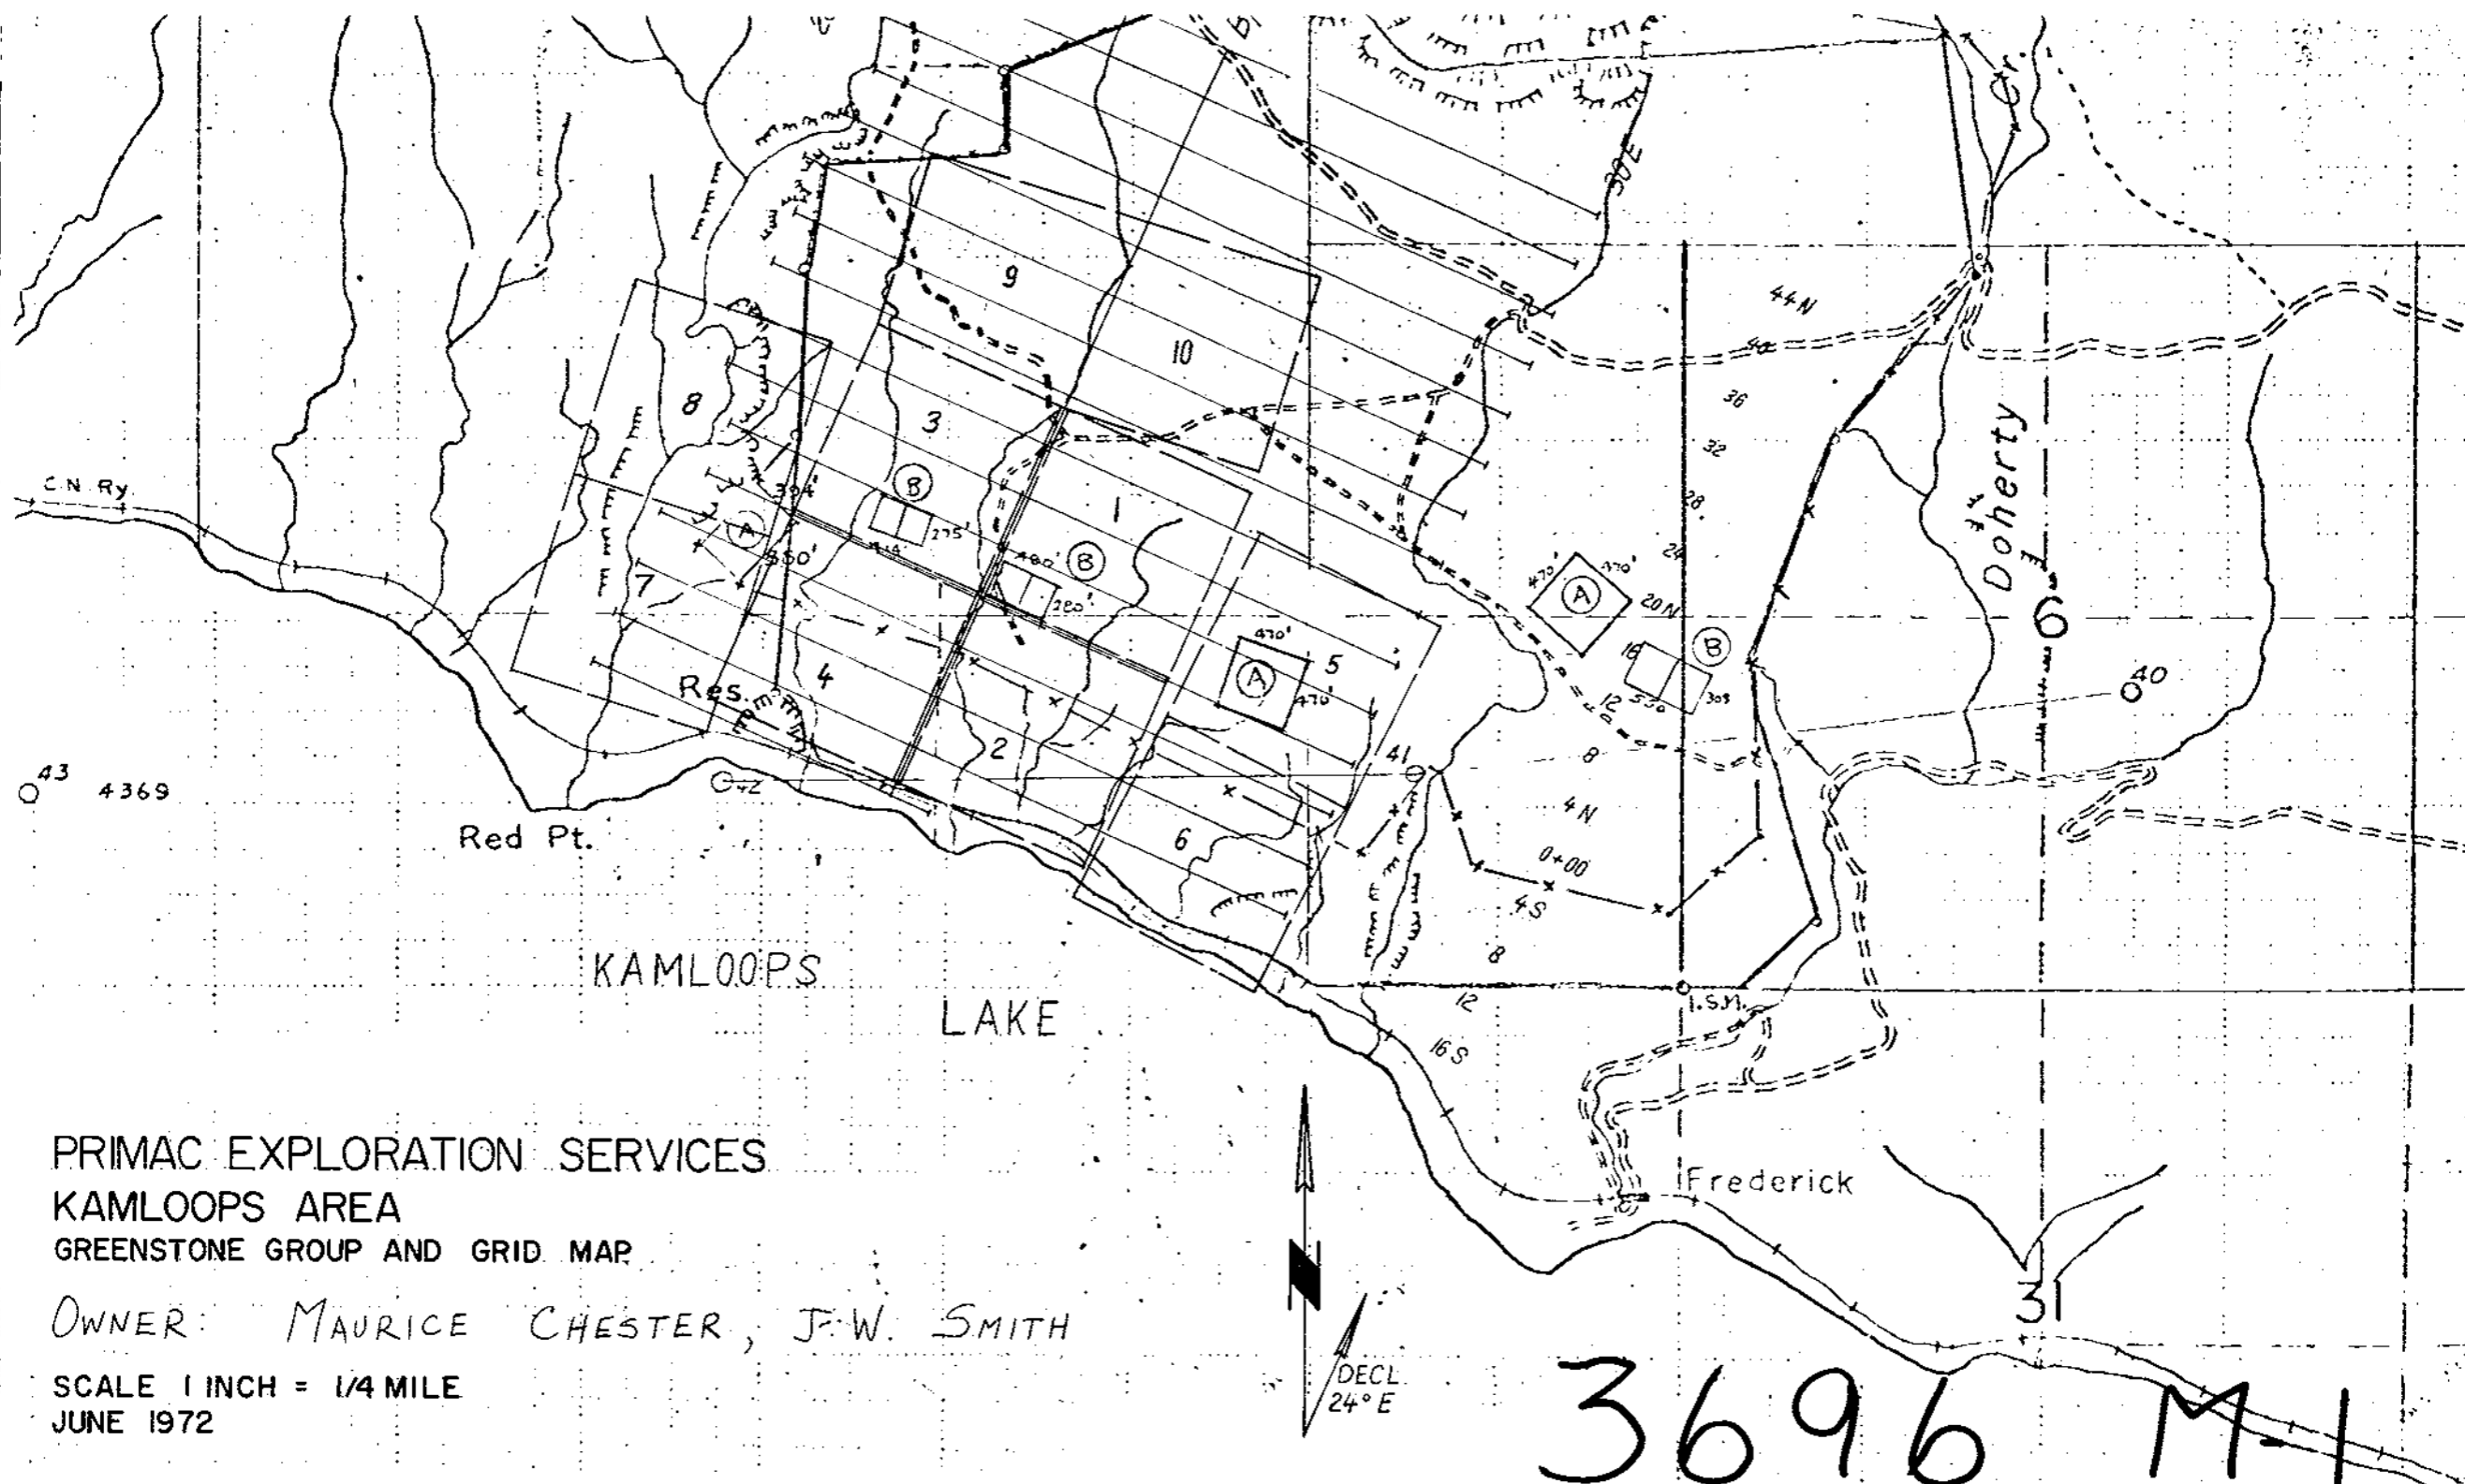 Cr.
30E
9
44N
10
40
8
36
3
Doherty
32
B
C.N. Ry.
394'
1
28
275'
A
414'
400'
B
24
350'
470'
470'
A
7
280'
20N
6
470'
16
B
5
4
A
Res.
470'
12
550
303
40
2
41
8
43
4369
42
4N
Red Pt.
6
0+00
4S
8
KAMLOOPS
LAKE
12
I.S.M.
16S
PRIMAC EXPLORATION SERVICES
KAMLOOPS AREA
GREENSTONE GROUP AND GRID MAP
Frederick
N
31
OWNER: MAURICE CHESTER, J.W. SMITH
SCALE 1 INCH = 1/4 MILE
JUNE 1972
DECL.
24° E
3696 M-1